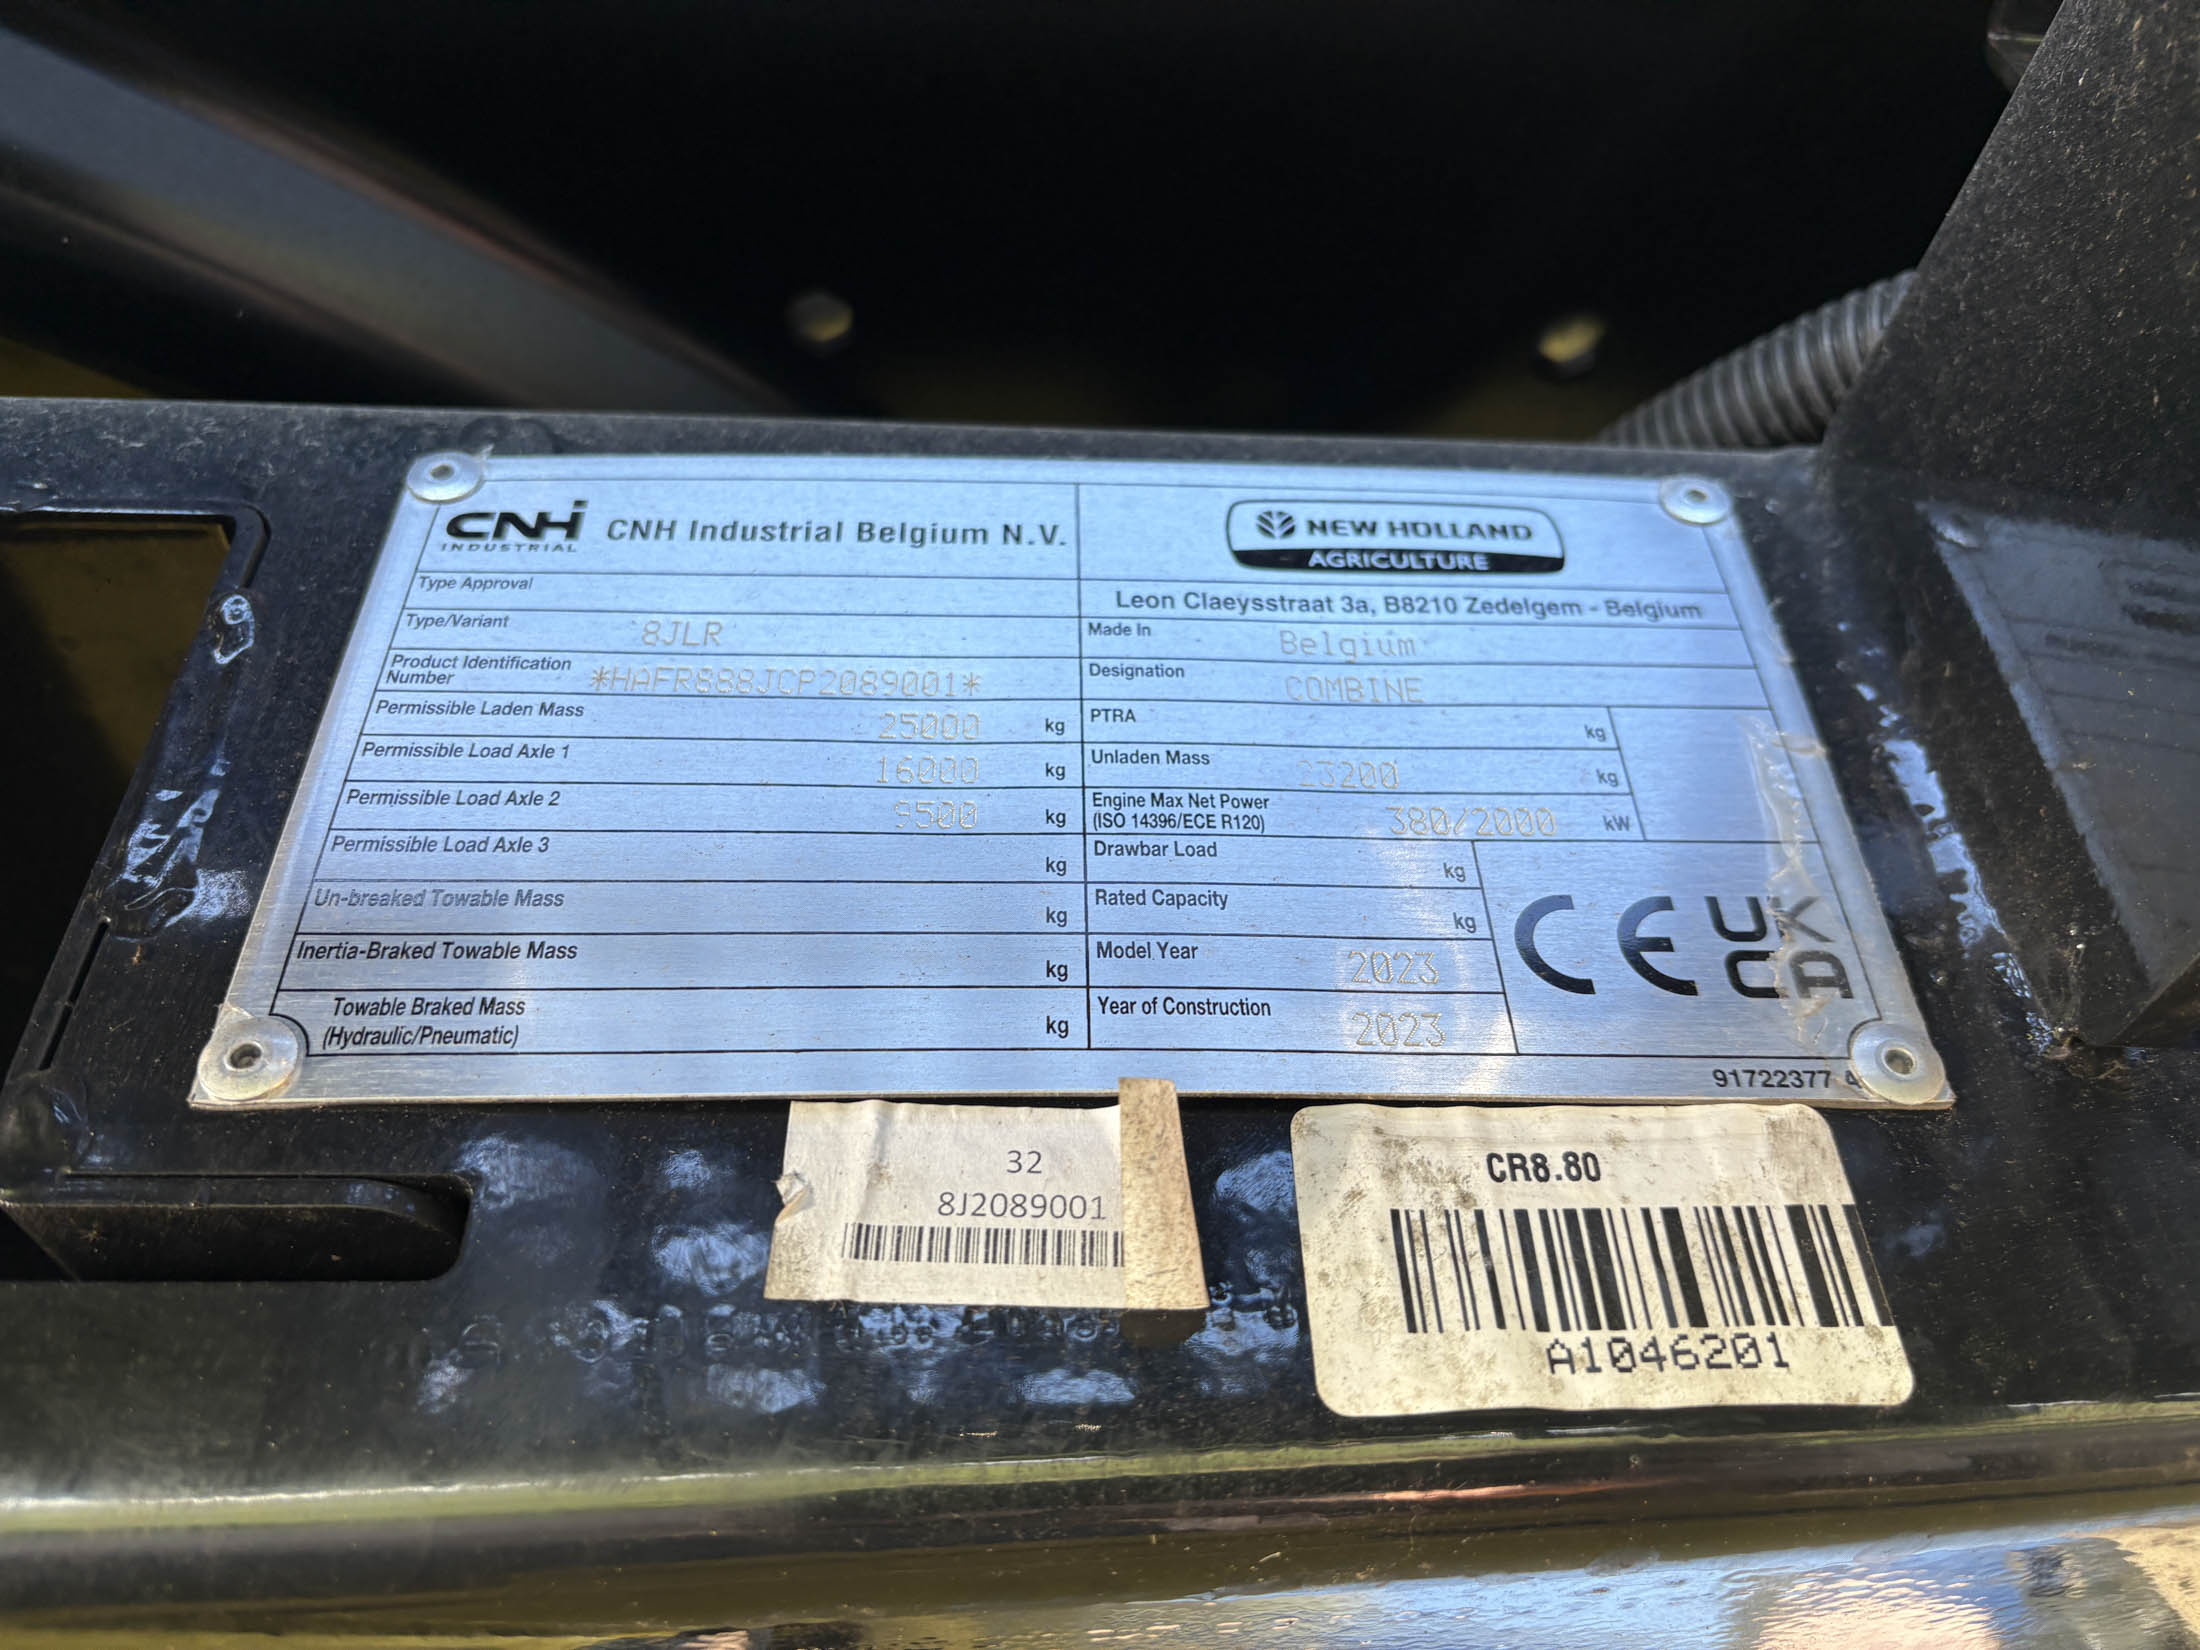 CNH INDUSTRIAL CNH Industrial Belgium N.V.
NEW HOLLAND
AGRICULTURE
Type Approval
Leon Claeysstraat 3a, B8210 Zedelgem - Belgium
Type/Variant 8JLR
Made In Belgium
Product Identification Number *HAFR888JCP2089001*
Designation COMBINE
Permissible Laden Mass 25000 kg
PTRA kg
Permissible Load Axle 1 16000 kg
Unladen Mass 23200 kg
Permissible Load Axle 2 9500 kg
Engine Max Net Power
(ISO 14396/ECE R120) 380/2000 kW
Permissible Load Axle 3 kg
Drawbar Load kg
Un-breaked Towable Mass kg
Rated Capacity kg
Inertia-Braked Towable Mass kg
Model Year 2023
Towable Braked Mass
(Hydraulic/Pneumatic) kg
Year of Construction 2023
CE UK
CA
91722377
32
8J2089001
CR8.80
A1046201